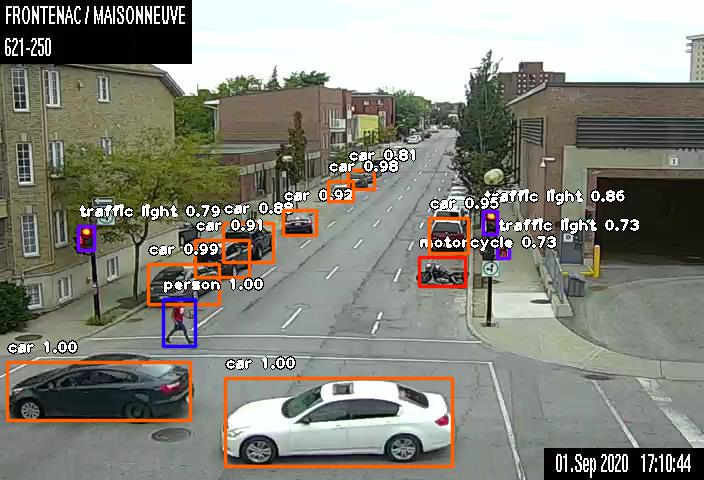 FRONTENAC / MAISONNEUVE
621-250
car 0.81
car 0.98
car 0.92
car 0.95
traffic light 0.86
traffic light 0.79
car 0.88
car 0.91
traffic light 0.73
motorcycle 0.73
car 0.99
person 1.00
car 1.00
car 1.00
01.Sep 2020 17:10:44